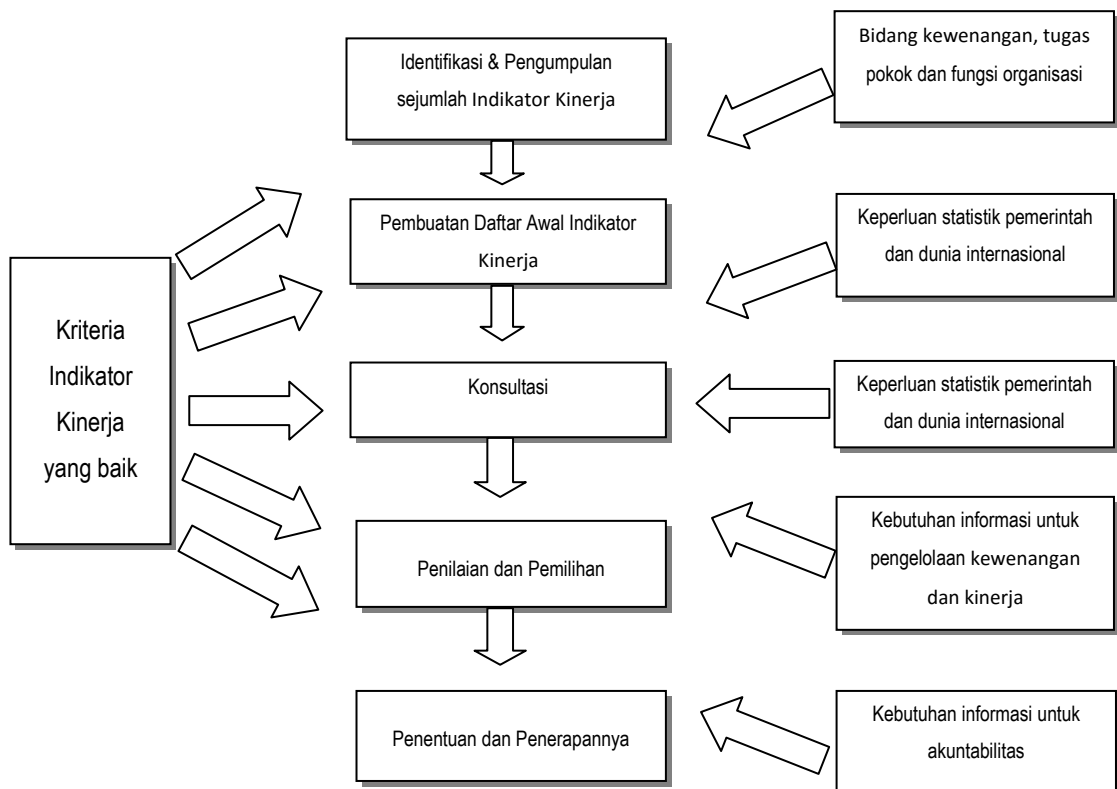 Identifikasi & Pengumpulan
sejumlah Indikator Kinerja
Bidang kewenangan, tugas
pokok dan fungsi organisasi
Pembuatan Daftar Awal Indikator
Kinerja
Keperluan statistik pemerintah
dan dunia internasional
Kriteria
Indikator
Kinerja
yang baik
Konsultasi
Keperluan statistik pemerintah
dan dunia internasional
Penilaian dan Pemilihan
Kebutuhan informasi untuk
pengelolaan kewenangan
dan kinerja
Penentuan dan Penerapannya
Kebutuhan informasi untuk
akuntabilitas